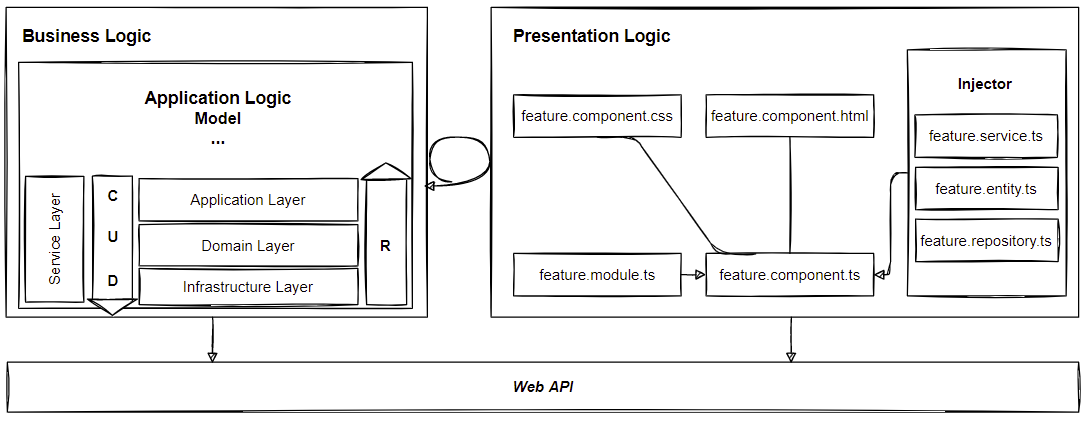 Business Logic
Application Logic
Model
...
Service Layer
C
U
D
Application Layer
Domain Layer
Infrastructure Layer
R
Presentation Logic
feature.component.css
feature.component.html
feature.module.ts
feature.component.ts
Injector
feature.service.ts
feature.entity.ts
feature.repository.ts
Web API